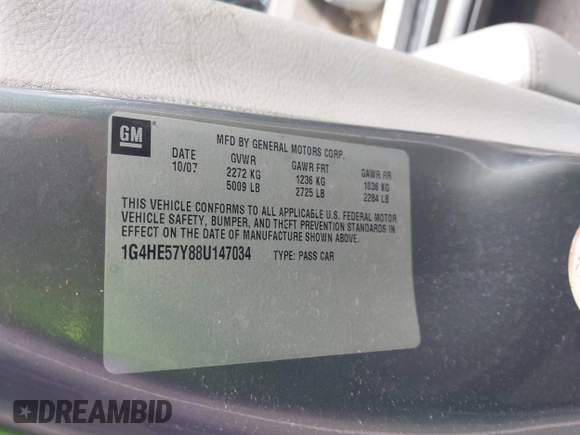 GM
MFD BY GENERAL MOTORS CORP.
DATE GVWR GAWR FRT GAWR RR
10/07 2272 KG 1236 KG 1036 KG
5009 LB 2725 LB 2284 LB
THIS VEHICLE CONFORMS TO ALL APPLICABLE U.S. FEDERAL MOTOR
VEHICLE SAFETY, BUMPER, AND THEFT PREVENTION STANDARDS IN
EFFECT ON THE DATE OF MANUFACTURE SHOWN ABOVE.
1G4HE57Y88U147034 TYPE: PASS CAR
DREAMBID